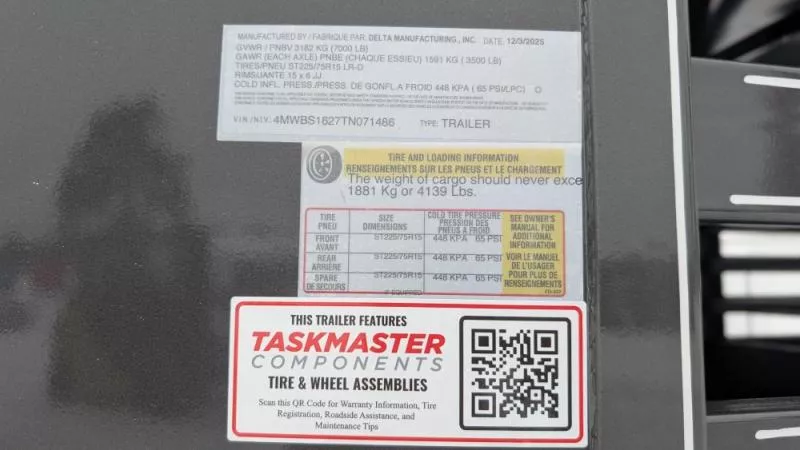 MANUFACTURED BY / FABRIQUE PAR: DELTA MANUFACTURING, INC. DATE: 12/3/2025
GVWR / PNBV 3182 KG (7000 LB)
GAWR (EACH AXLE) PNBE (CHAQUE ESSIEU) 1591 KG ( 3500 LB)
TIRES/PNEU ST225/75R15 LR-D
RIMSUANTE 15 x 6 JJ
COLD INFL. PRESS./PRESS. DE GONFL.A FROID 448 KPA ( 65 PSI/LPC)
VIN / NIV: 4MWBS1627TN071486 TYPE: TRAILER
TIRE AND LOADING INFORMATION
RENSEIGNEMENTS SUR LES PNEUS ET LE CHARGEMENT
The weight of cargo should never exce
1881 Kg or 4139 Lbs.
TIRE PNEU
SIZE DIMENSIONS
COLD TIRE PRESSURE PRESSION DES PNEUS A FROID
SEE OWNER'S MANUAL FOR ADDITIONAL INFORMATION
FRONT AVANT ST225/75R15 448 KPA 65 PSI
REAR ARRIÈRE ST225/75R15 448 KPA 65 PSI
VOIR LE MANUEL DE L'USAGER POUR PLUS DE RENSEIGNEMENTS
SPARE DE SECOURS ST225/75R15 448 KPA 65 PSI
IF EQUIPPED
THIS TRAILER FEATURES
TASKMASTER
COMPONENTS
TIRE & WHEEL ASSEMBLIES
Scan this QR Code for Warranty Information, Tire
Registration, Roadside Assistance, and
Maintenance Tips